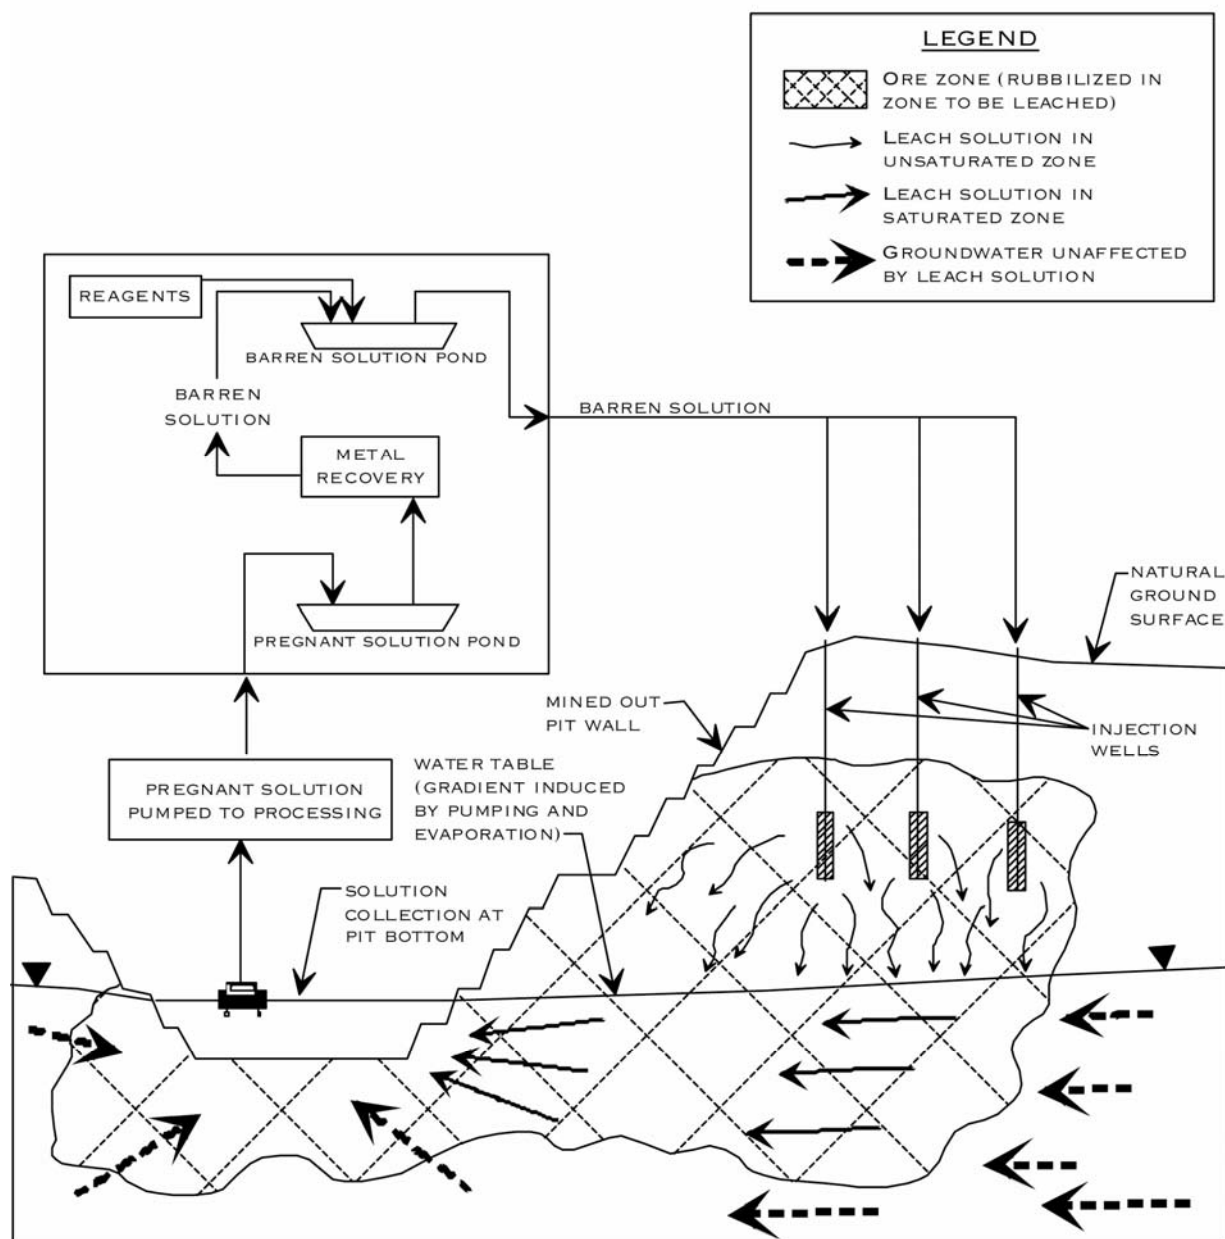 LEGEND
ORE ZONE (RUBBILIZED IN
ZONE TO BE LEACHED)
LEACH SOLUTION IN
UNSATURATED ZONE
LEACH SOLUTION IN
SATURATED ZONE
GROUNDWATER UNAFFECTED
BY LEACH SOLUTION
REAGENTS
BARREN SOLUTION POND
BARREN
SOLUTION
BARREN SOLUTION
METAL
RECOVERY
PREGNANT SOLUTION POND
NATURAL
GROUND
SURFACE
MINED OUT
PIT WALL
INJECTION
WELLS
WATER TABLE
(GRADIENT INDUCED
BY PUMPING AND
EVAPORATION)
PREGNANT SOLUTION
PUMPED TO PROCESSING
SOLUTION
COLLECTION AT
PIT BOTTOM